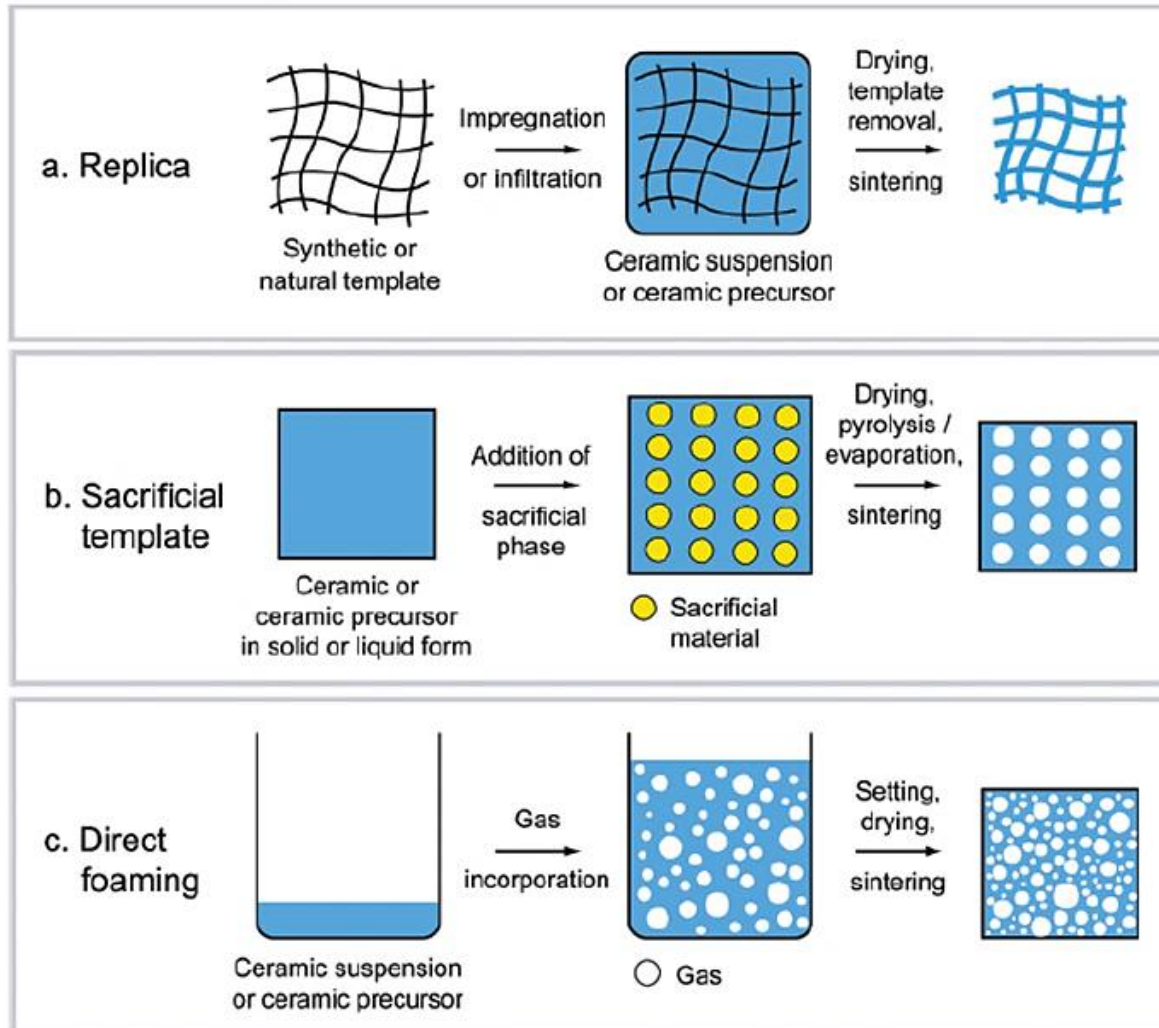 a. Replica
Synthetic or
natural template
Impregnation
or infiltration
Ceramic suspension
or ceramic precursor
Drying,
template
removal,
sintering
b. Sacrificial
template
Ceramic or
ceramic precursor
in solid or liquid form
Addition of
sacrificial
phase
Sacrificial
material
Drying,
pyrolysis /
evaporation,
sintering
c. Direct
foaming
Ceramic suspension
or ceramic precursor
Gas
incorporation
Gas
Setting,
drying,
sintering